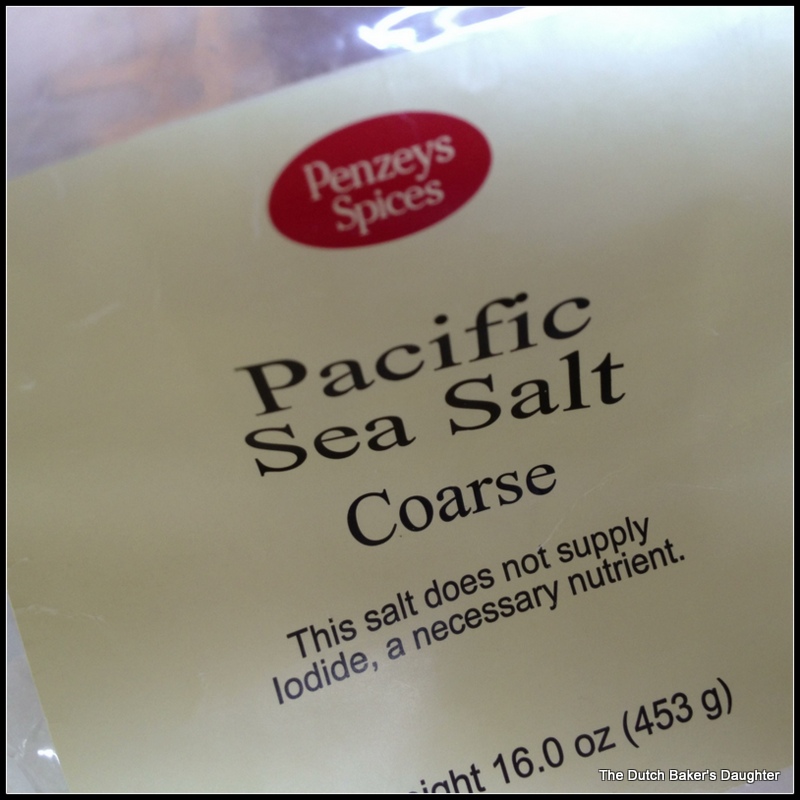 Penzeys
Spices
Pacific
Sea Salt
Coarse
This salt does not supply
Iodide, a necessary nutrient.
16.0 oz (453 g)
The Dutch Baker's Daughter